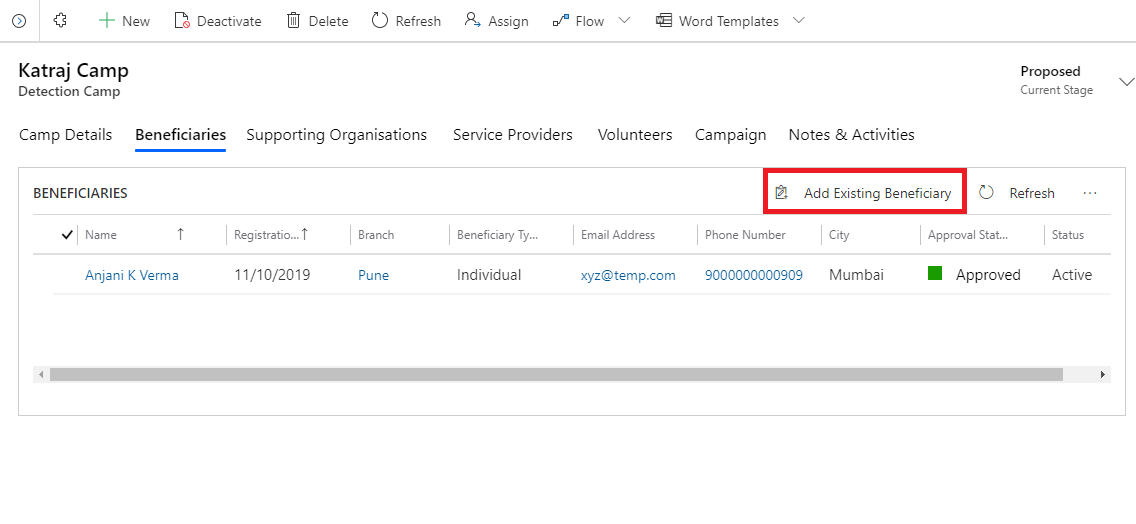 New Deactivate Delete Refresh Assign Flow Word Templates
Katraj Camp
Detection Camp
Proposed
Current Stage
Camp Details Beneficiaries Supporting Organisations Service Providers Volunteers Campaign Notes & Activities
BENEFICIARIES Add Existing Beneficiary Refresh ...
Name Registratio... Branch Beneficiary Ty... Email Address Phone Number City Approval Stat... Status
Anjani K Verma 11/10/2019 Pune Individual xyz@temp.com 9000000000909 Mumbai Approved Active